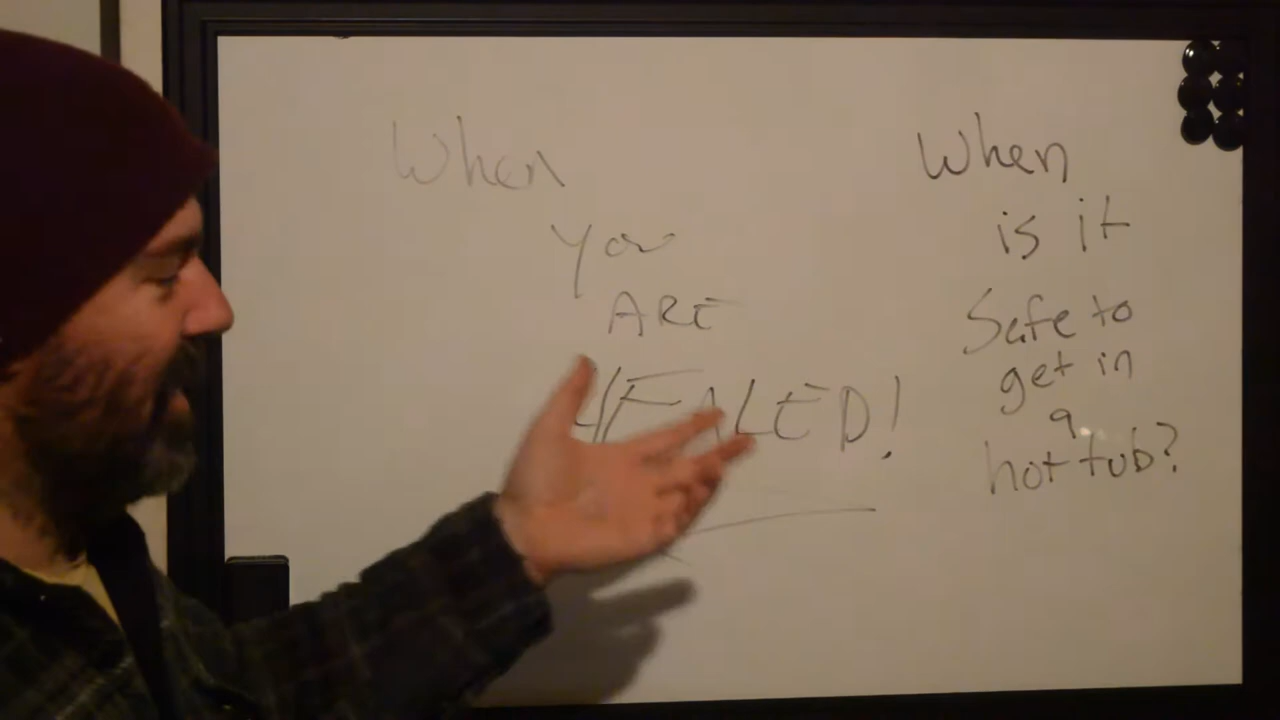 When
you
ARE
HEALED!
When
is it
Safe to
get in
a
hot tub?